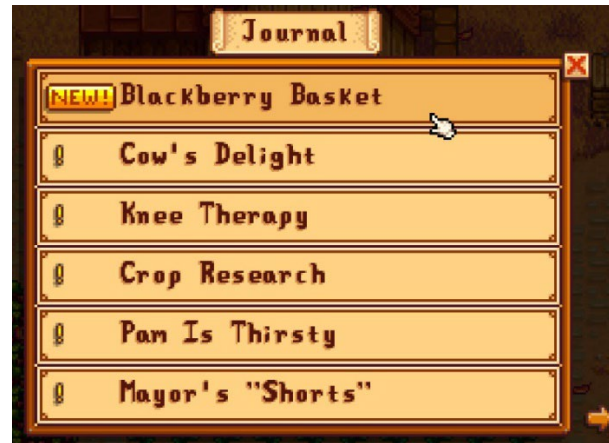 Journal
NEW! Blackberry Basket
Cow's Delight
Knee Therapy
Crop Research
Pam Is Thirsty
Mayor's "Shorts"